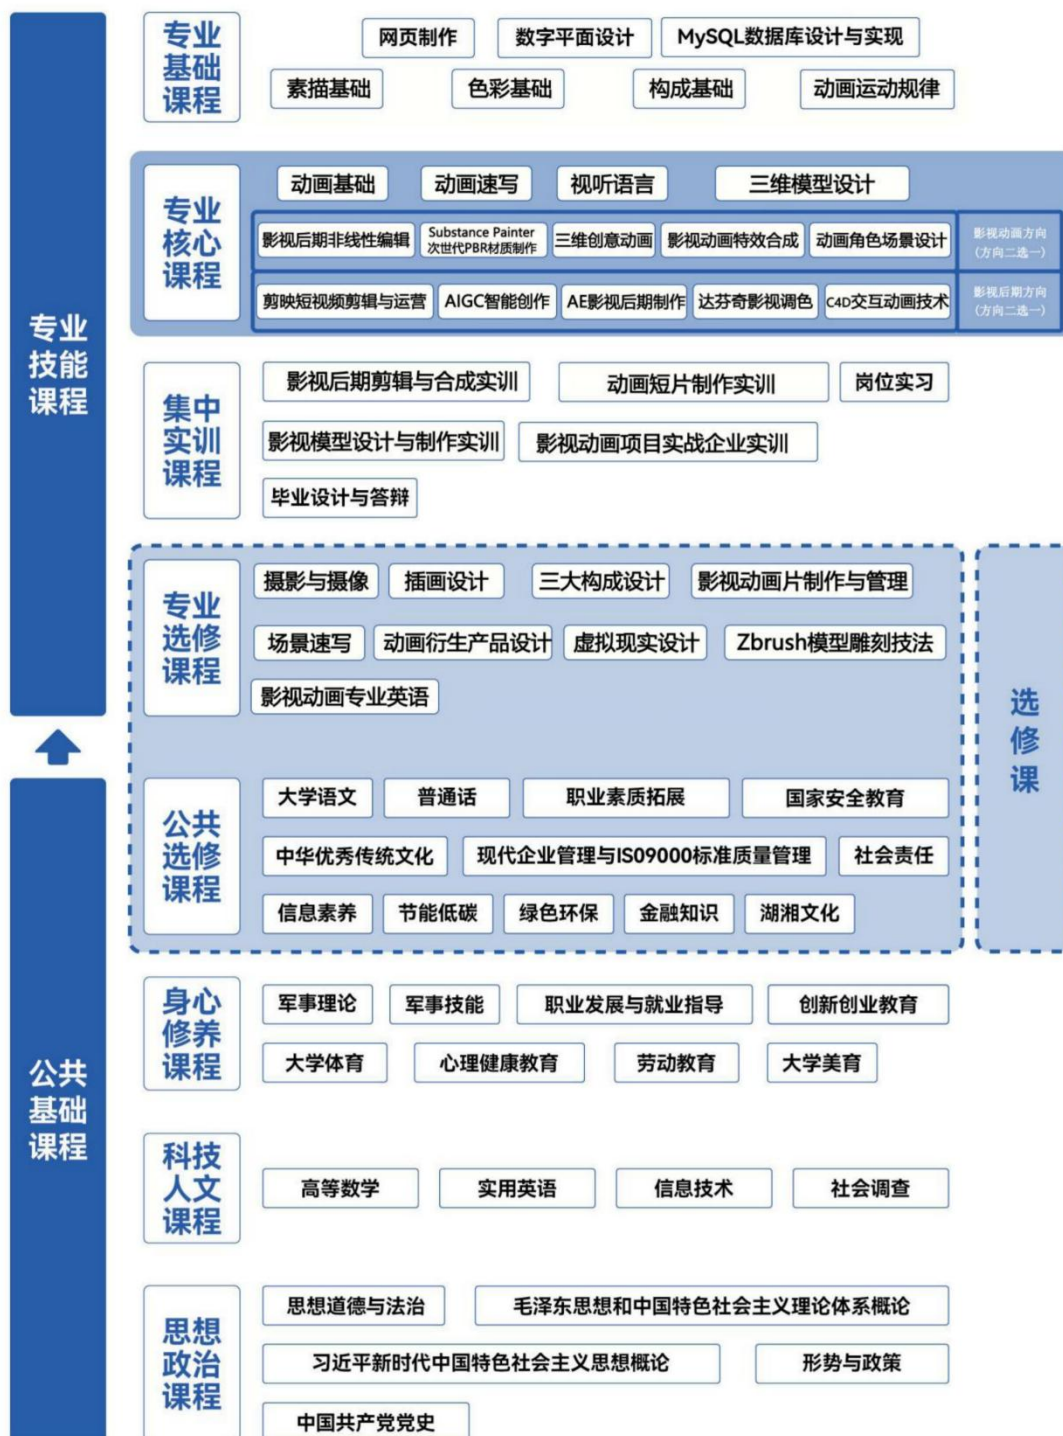 专业
技能
课程
专业
基础
课程
网页制作
数字平面设计
MySQL数据库设计与实现
素描基础
色彩基础
构成基础
动画运动规律
专业
核心
课程
动画基础
动画速写
视听语言
三维模型设计
影视后期非线性编辑
Substance Painter
次世代PBR材质制作
三维创意动画
影视动画特效合成
动画角色场景设计
影视动画方向
(方向二选一)
剪映短视频剪辑与运营
AIGC智能创作
AE影视后期制作
达芬奇影视调色
C4D交互动画技术
影视后期方向
(方向二选一)
集中
实训
课程
影视后期剪辑与合成实训
动画短片制作实训
岗位实习
影视模型设计与制作实训
影视动画项目实战企业实训
毕业设计与答辩
专业
选修
课程
摄影与摄像
插画设计
三大构成设计
影视动画片制作与管理
场景速写
动画衍生产品设计
虚拟现实设计
Zbrush模型雕刻技法
影视动画专业英语
选
修
课
公共
基础
课程
公共
选修
课程
大学语文
普通话
职业素质拓展
国家安全教育
中华优秀传统文化
现代企业管理与IS09000标准质量管理
社会责任
信息素养
节能低碳
绿色环保
金融知识
湖湘文化
身心
修养
课程
军事理论
军事技能
职业发展与就业指导
创新创业教育
大学体育
心理健康教育
劳动教育
大学美育
科技
人文
课程
高等数学
实用英语
信息技术
社会调查
思想
政治
课程
思想道德与法治
毛泽东思想和中国特色社会主义理论体系概论
习近平新时代中国特色社会主义思想概论
形势与政策
中国共产党党史